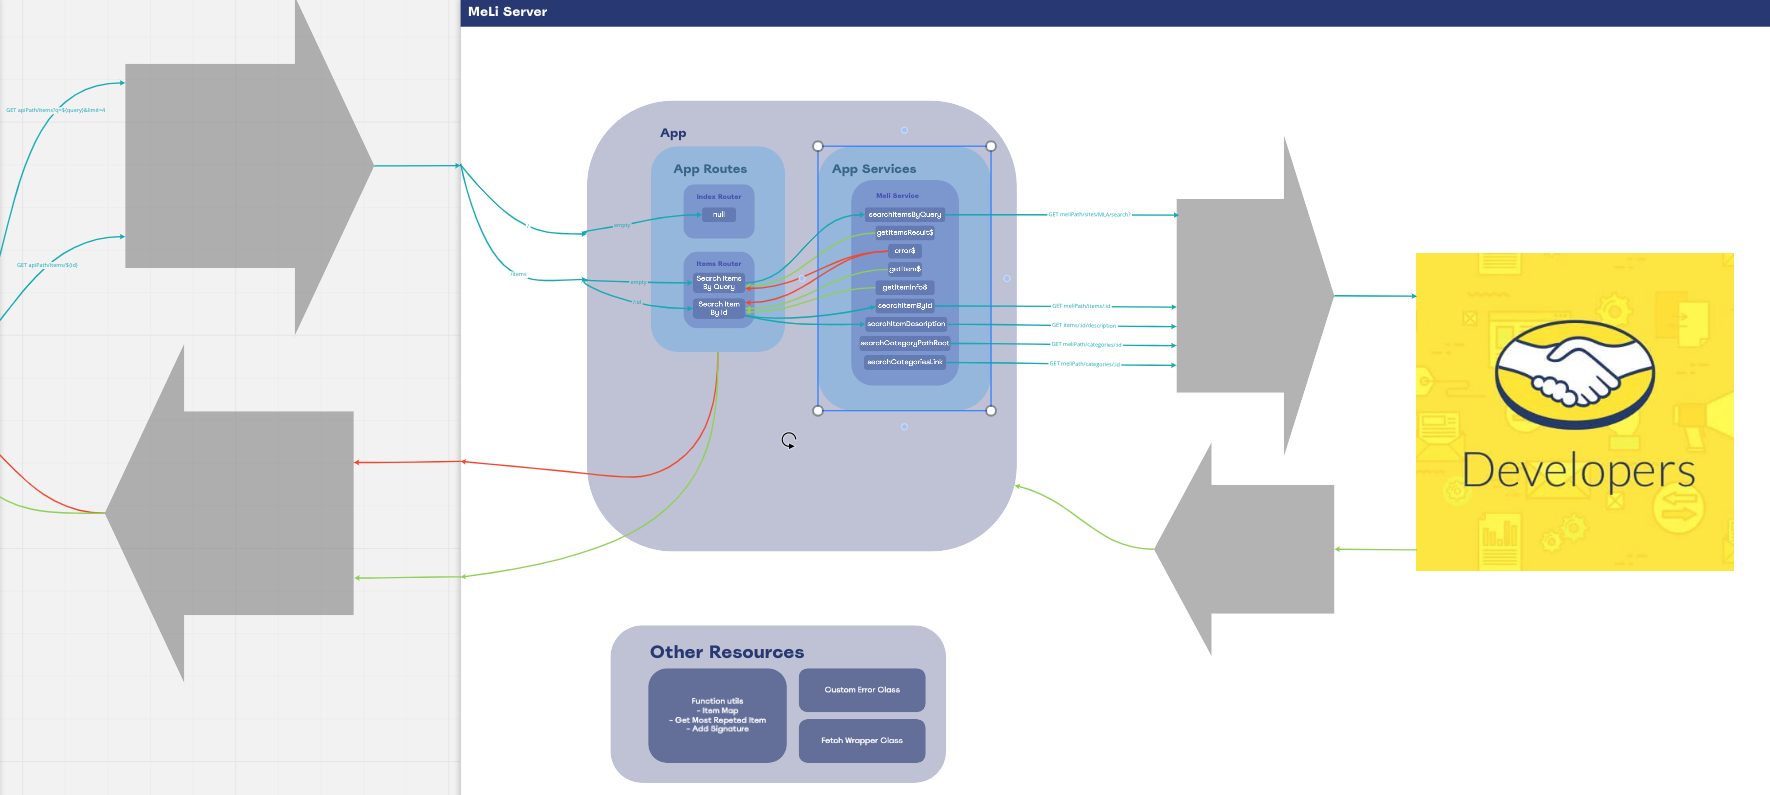 MeLi Server
GET apiPath/items?q=${query}&limit=4
GET apiPath/items/${id}
/
/items
App
App Routes
Index Router
null
empty
Items Router
Search Items
By Query
empty
Search Item
By Id
/:id
App Services
Meli Service
searchItemsByQuery
getItemsResult$
error$
getItem$
getItemInfo$
searchItemById
searchItemDescription
searchCategoryPathRoot
searchCategoriesLink
GET meliPath/sites/MLA/search?
GET meliPath/items/:id
GET items/:id/description
GET meliPath/categories/:id
GET meliPath/categories/:id
Developers
Other Resources
Function utils
- Item Map
- Get Most Repeted Item
- Add Signature
Custom Error Class
Fetch Wrapper Class